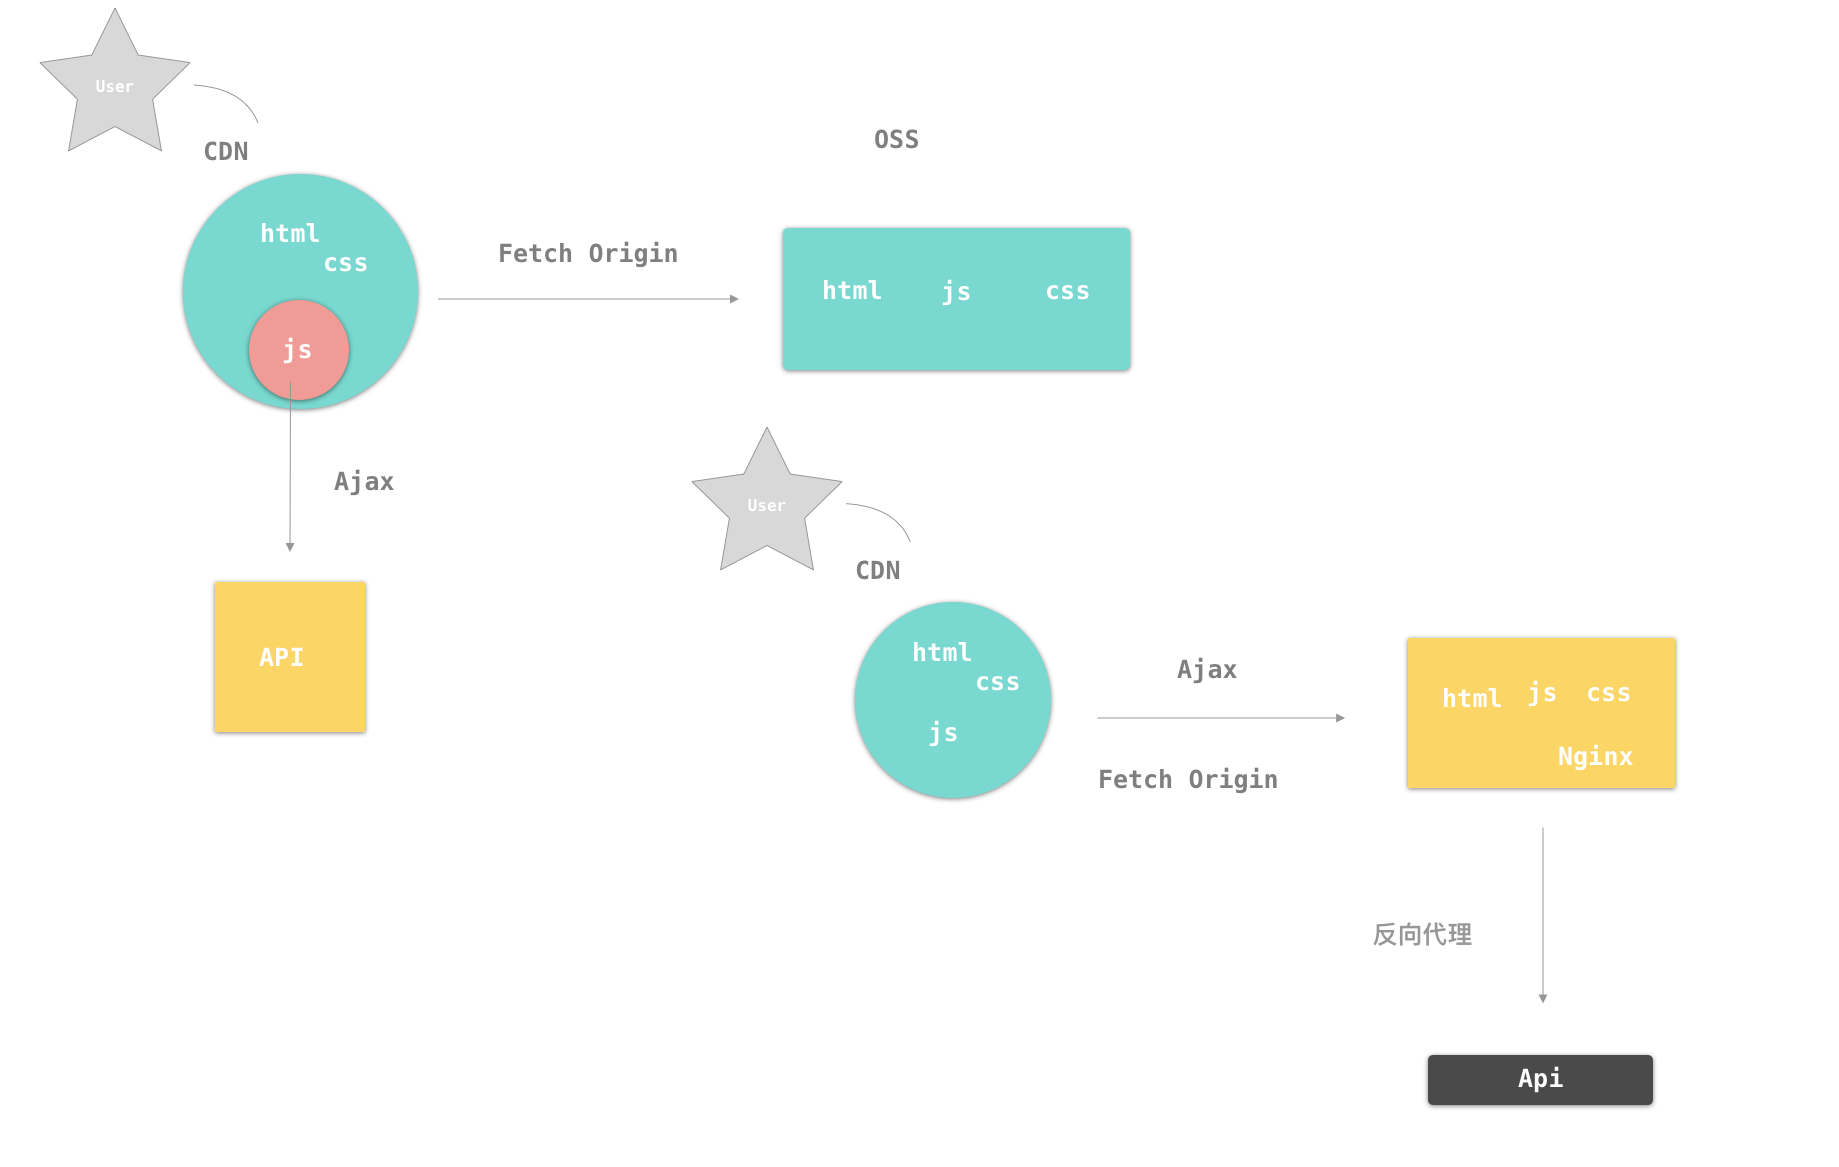 User
CDN
html
css
js
Fetch Origin
OSS
html js css
Ajax
API
User
CDN
html
css
js
Ajax
Fetch Origin
html js css
Nginx
反向代理
Api